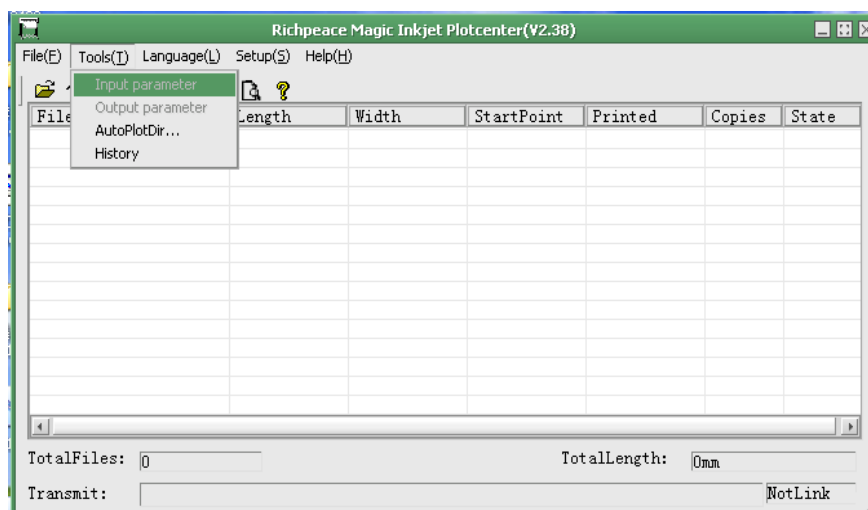 Richpeace Magic Inkjet Plotcenter(V2.38)
File(F) Tools(T) Language(L) Setup(S) Help(H)
Input parameter
Output parameter
AutoPlotDir...
History
File Length Width StartPoint Printed Copies State
TotalFiles: 0 TotalLength: 0mm
Transmit: NotLink